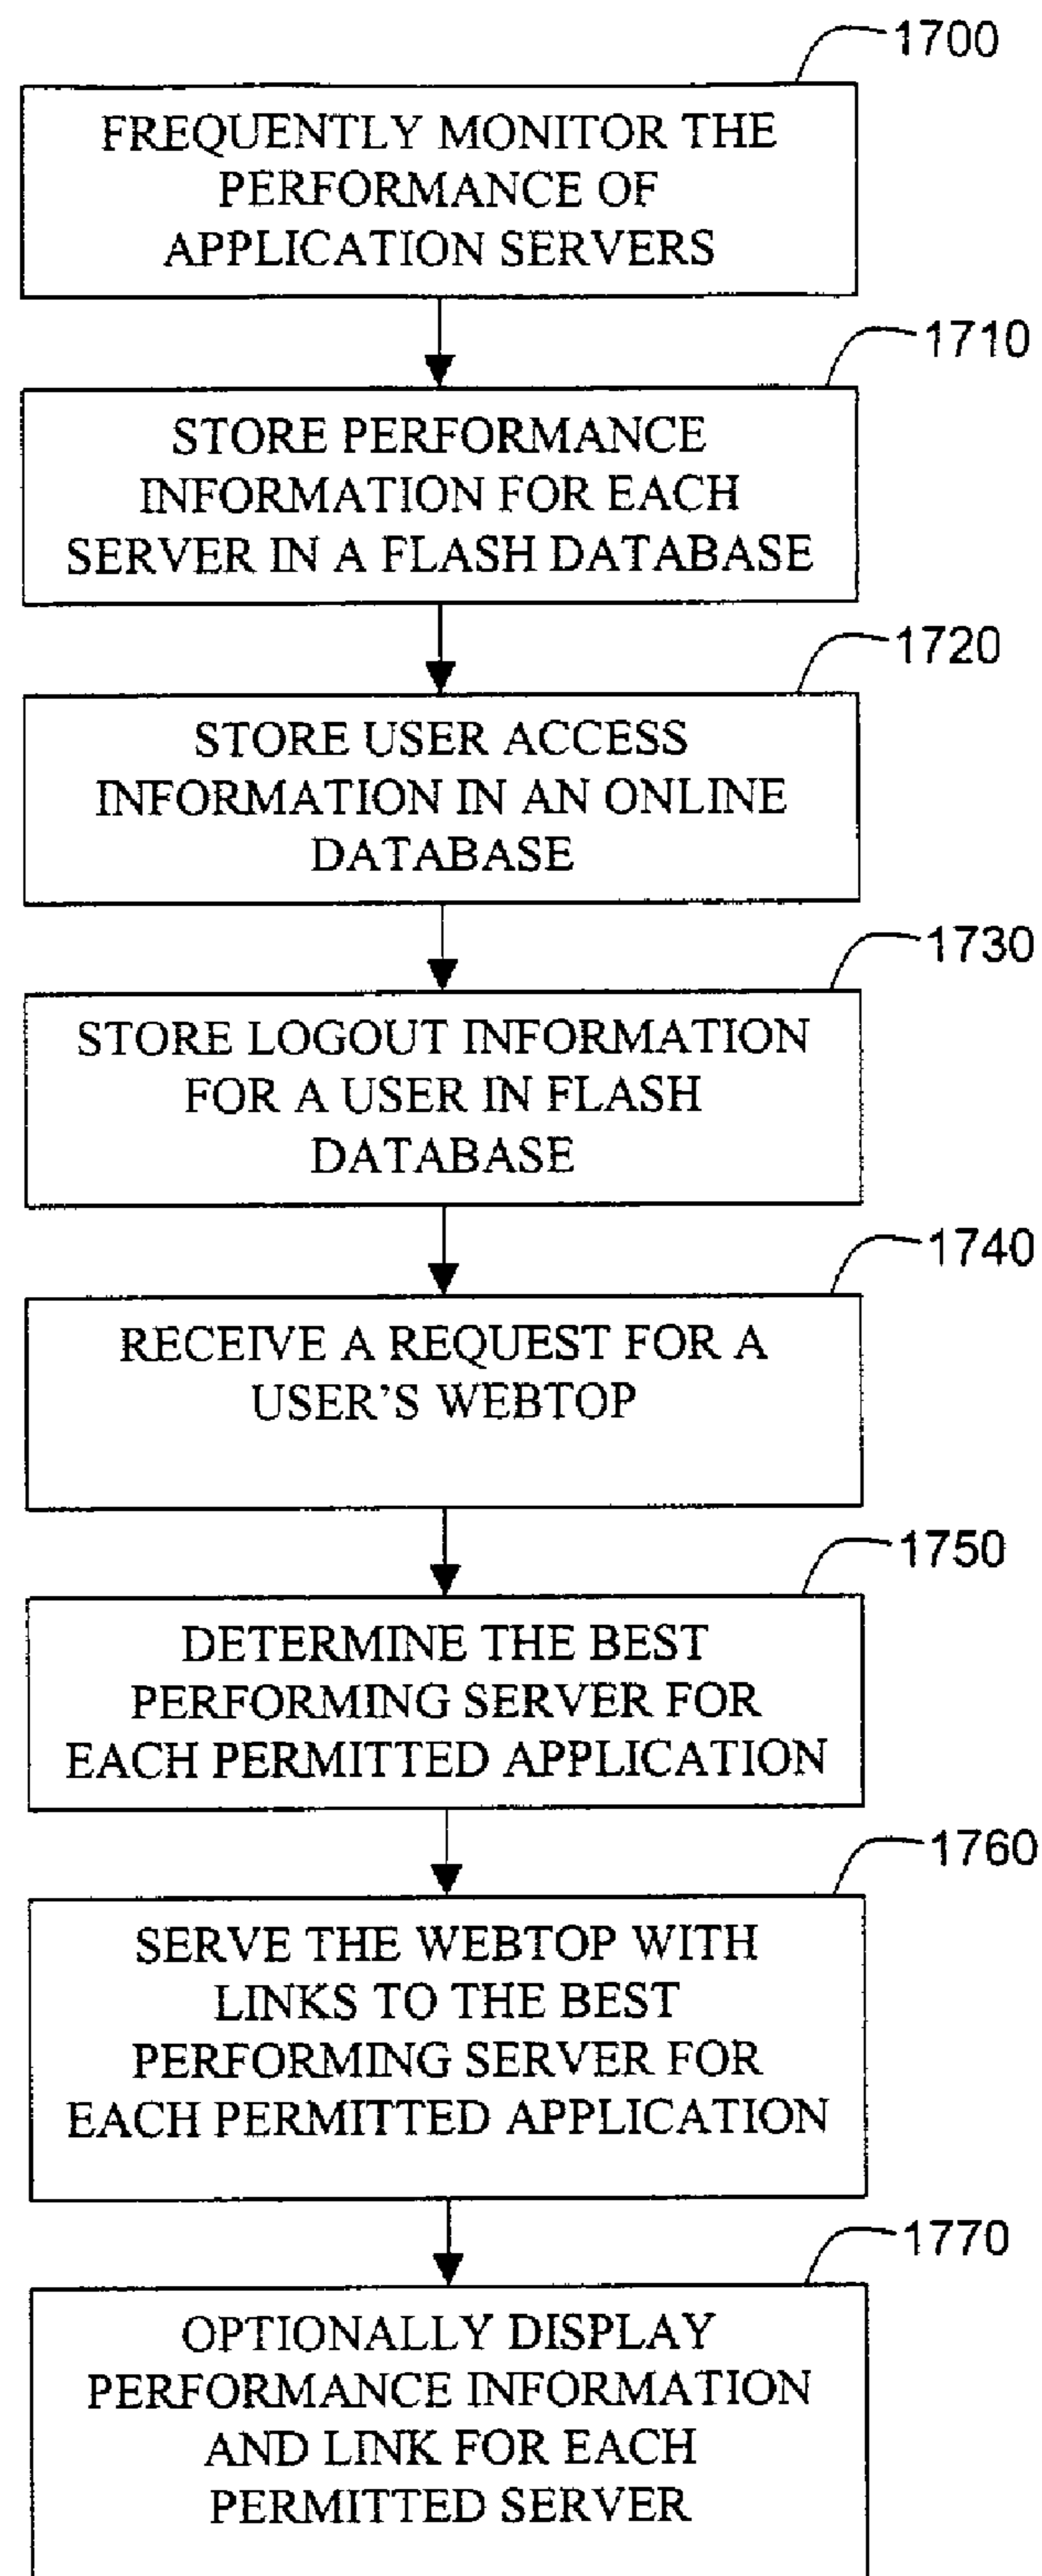 1700
FREQUENTLY MONITOR THE
PERFORMANCE OF
APPLICATION SERVERS
1710
STORE PERFORMANCE
INFORMATION FOR EACH
SERVER IN A FLASH DATABASE
1720
STORE USER ACCESS
INFORMATION IN AN ONLINE
DATABASE
1730
STORE LOGOUT INFORMATION
FOR A USER IN FLASH
DATABASE
1740
RECEIVE A REQUEST FOR A
USER'S WEBTOP
1750
DETERMINE THE BEST
PERFORMING SERVER FOR
EACH PERMITTED APPLICATION
1760
SERVE THE WEBTOP WITH
LINKS TO THE BEST
PERFORMING SERVER FOR
EACH PERMITTED APPLICATION
1770
OPTIONALLY DISPLAY
PERFORMANCE INFORMATION
AND LINK FOR EACH
PERMITTED SERVER